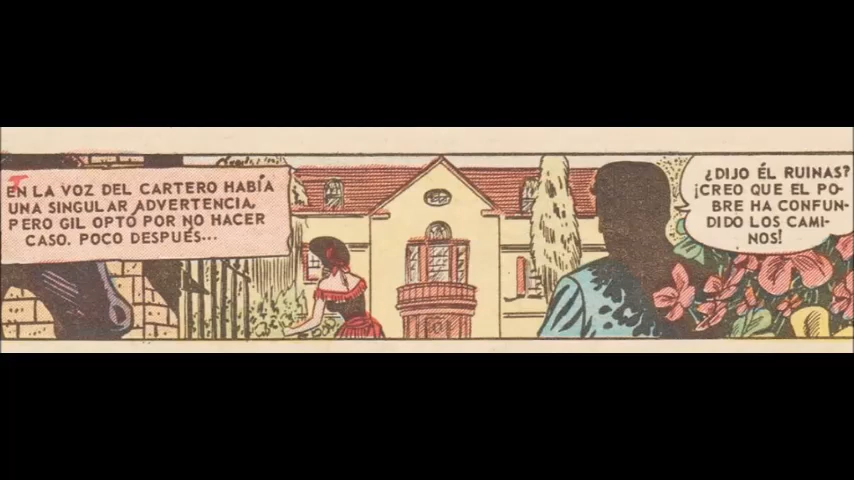 EN LA VOZ DEL CARTERO HABÍA
UNA SINGULAR ADVERTENCIA,
PERO GIL OPTÓ POR NO HACER
CASO. POCO DESPUÉS...
¿DIJO ÉL RUINAS?
¡CREO QUE EL PO-
BRE HA CONFUN-
DIDO LOS CAMI-
NOS!